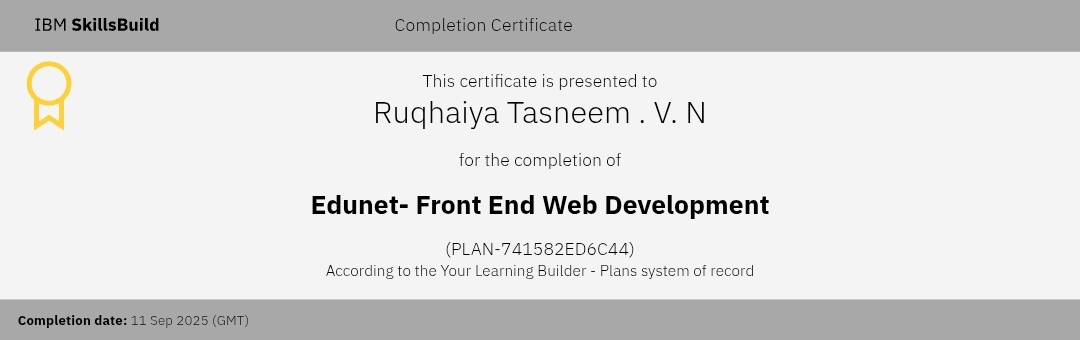 IBM SkillsBuild
Completion Certificate
This certificate is presented to
Ruqhaiya Tasneem . V. N
for the completion of
Edunet- Front End Web Development
(PLAN-741582ED6C44)
According to the Your Learning Builder - Plans system of record
Completion date: 11 Sep 2025 (GMT)